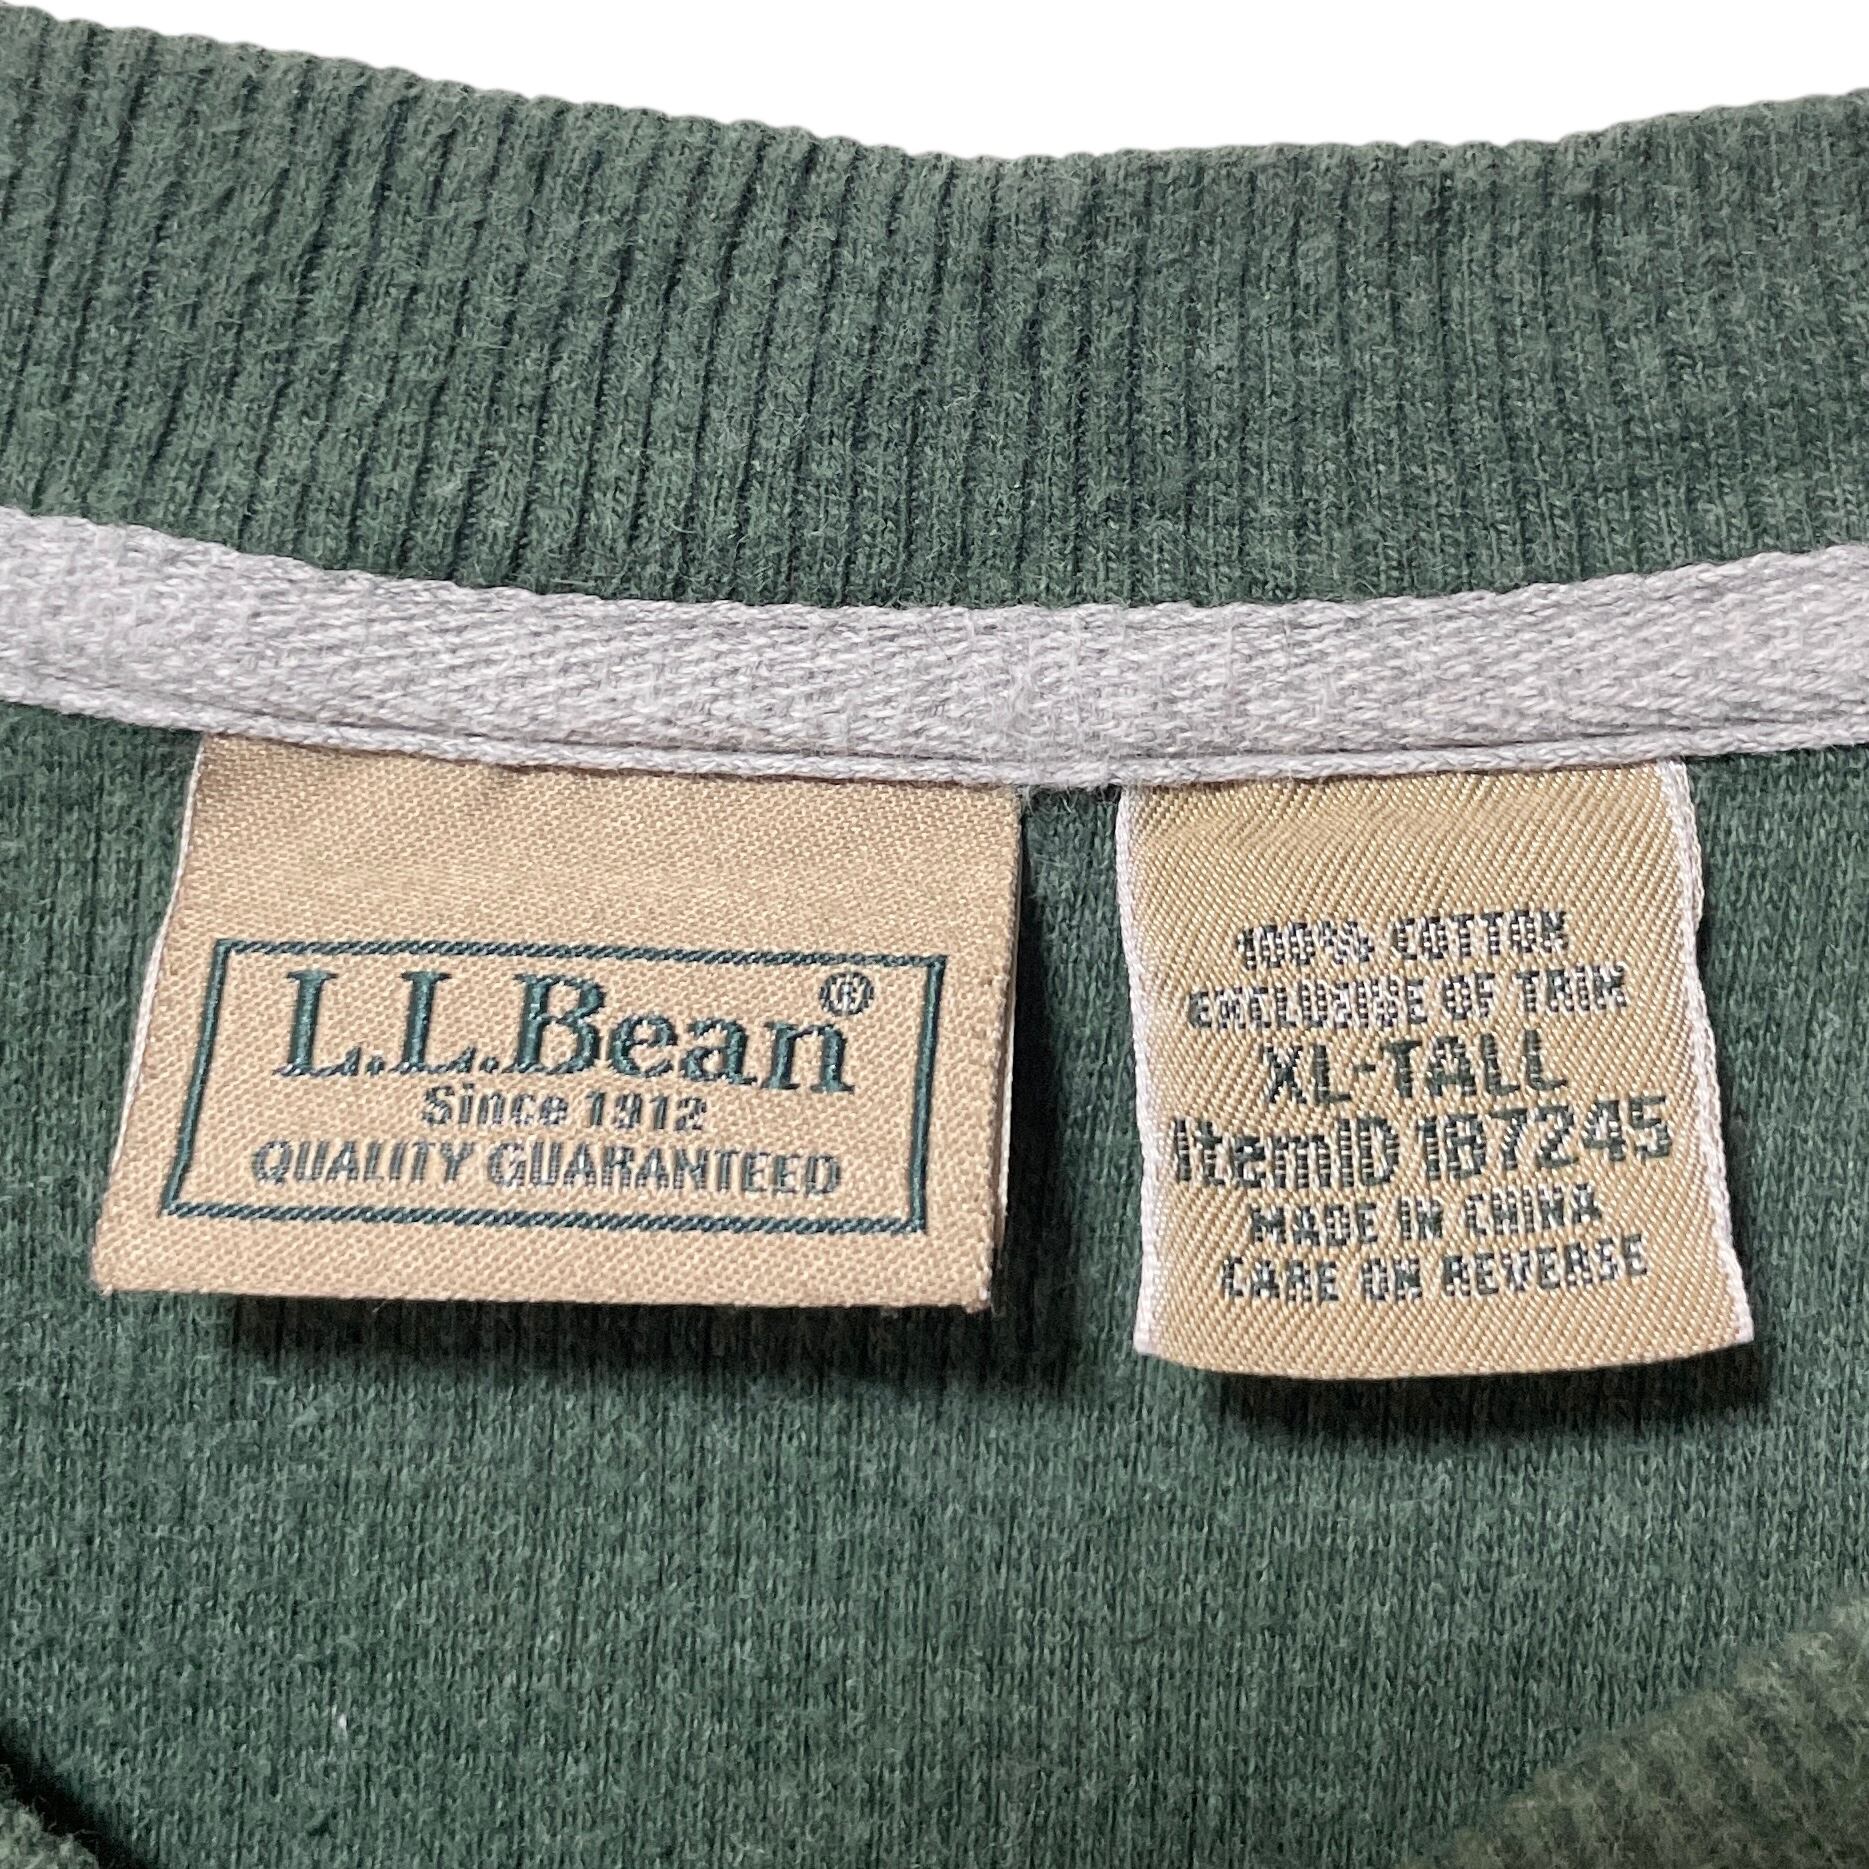 L.L.Bean®
Since 1912
QUALITY GUARANTEED
100% COTTON
EXCLUSIVE OF TRIM
XL-TALL
ItemID 187245
MADE IN CHINA
CARE ON REVERSE